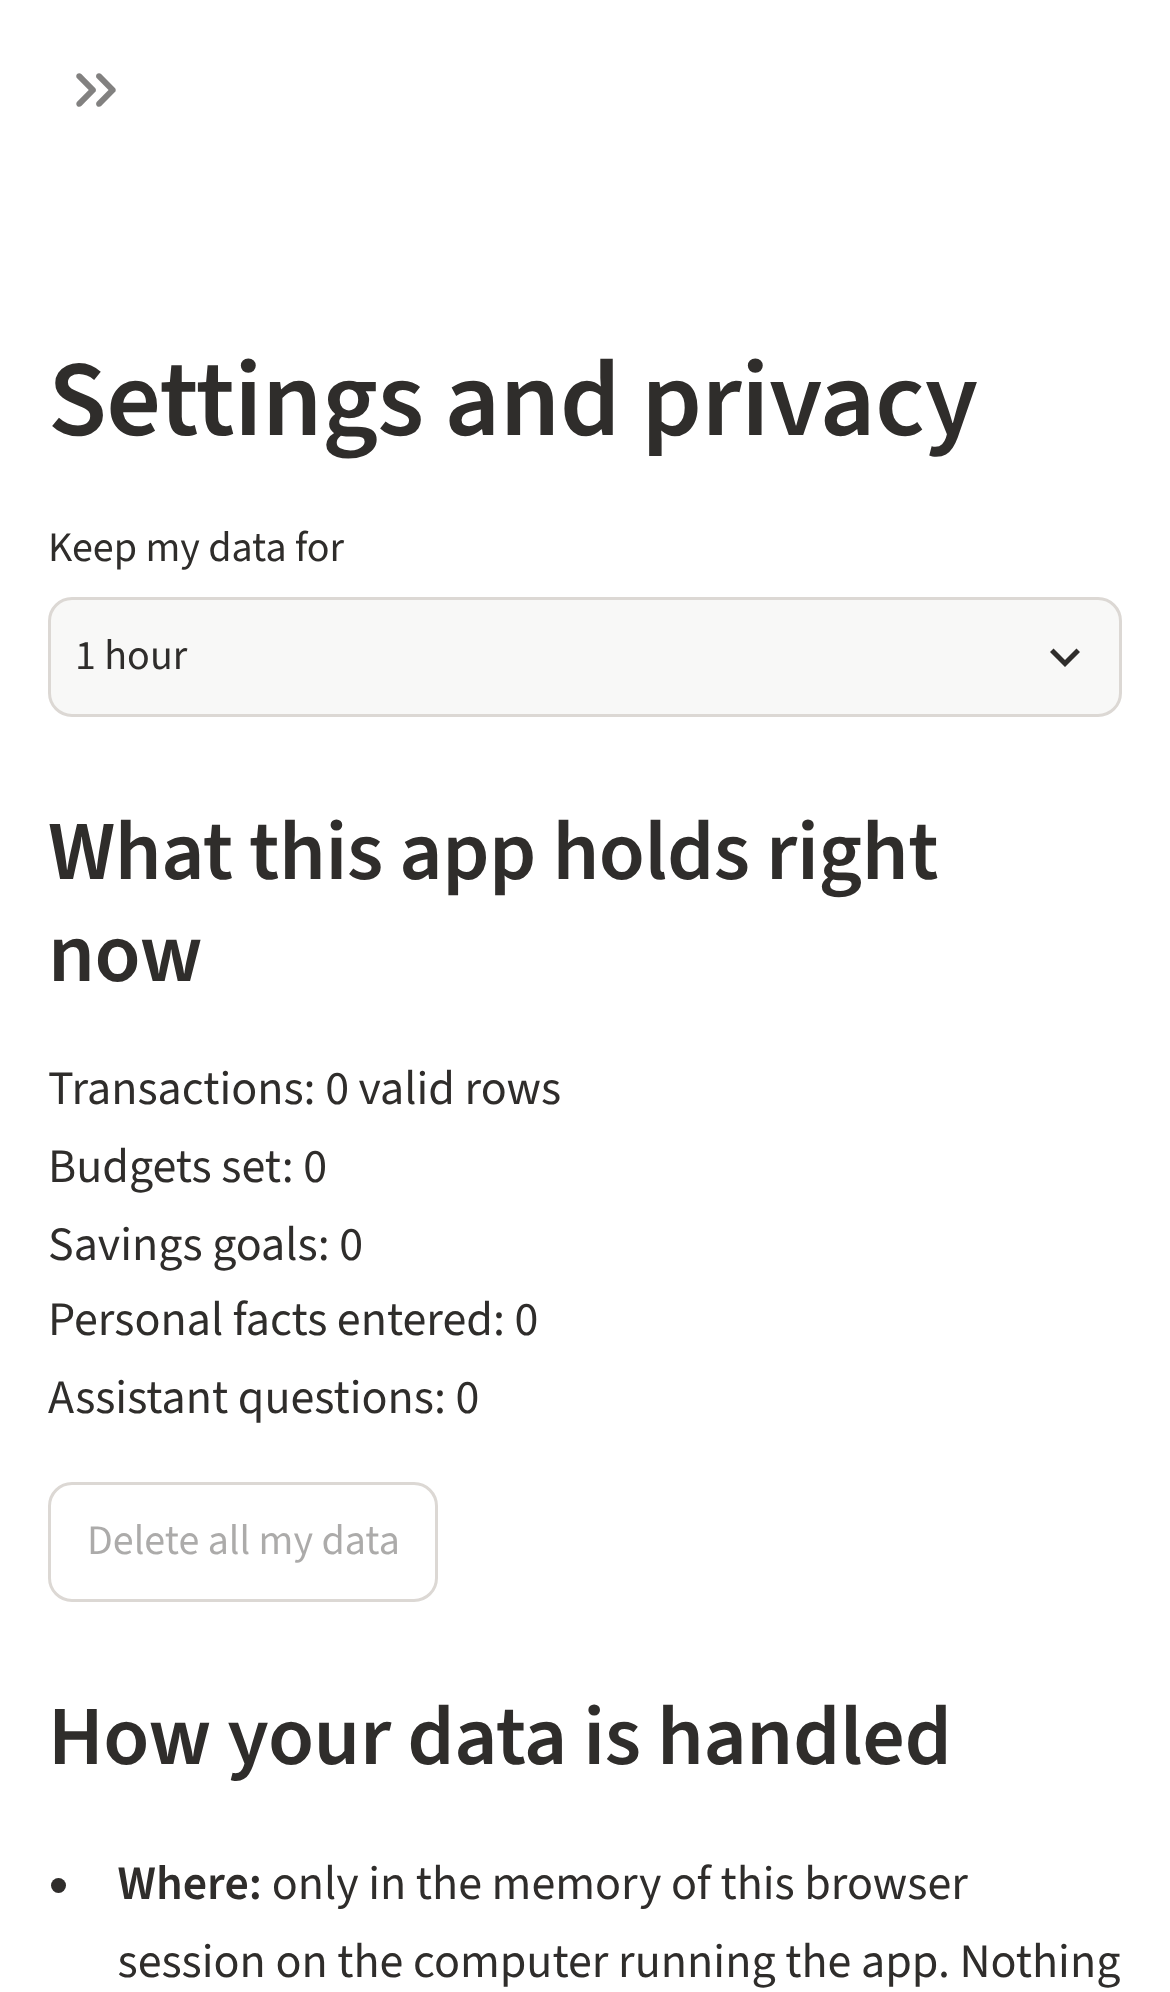 Settings and privacy
Keep my data for
1 hour
What this app holds right
now
Transactions: 0 valid rows
Budgets set: 0
Savings goals: 0
Personal facts entered: 0
Assistant questions: 0
Delete all my data
How your data is handled
• Where: only in the memory of this browser
session on the computer running the app. Nothing